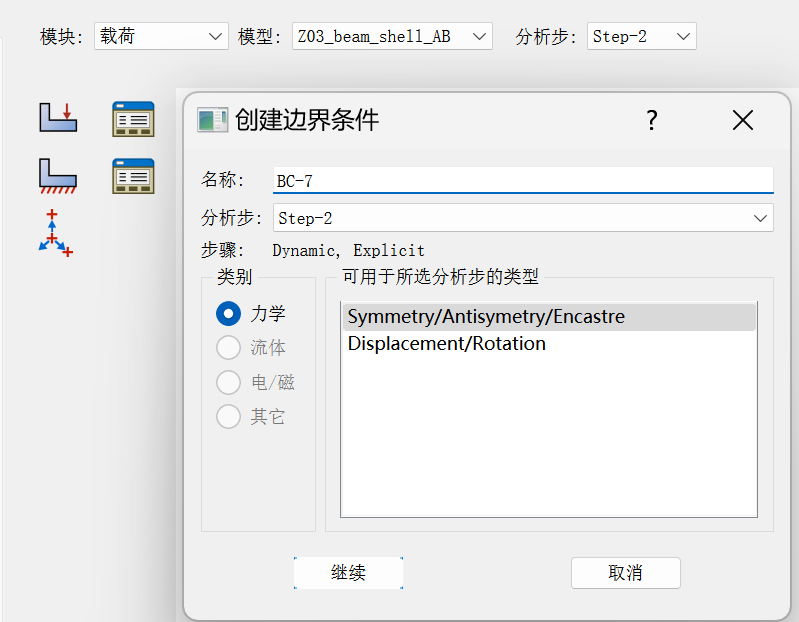 模块： 载荷 模型： Z03_beam_shell_AB 分析步： Step-2
创建边界条件 ?
名称： BC-7
分析步： Step-2
步骤： Dynamic, Explicit
类别 可用于所选分析步的类型
力学 Symmetry/Antisymetry/Encastre
Displacement/Rotation
流体
电/磁
其它
继续 取消